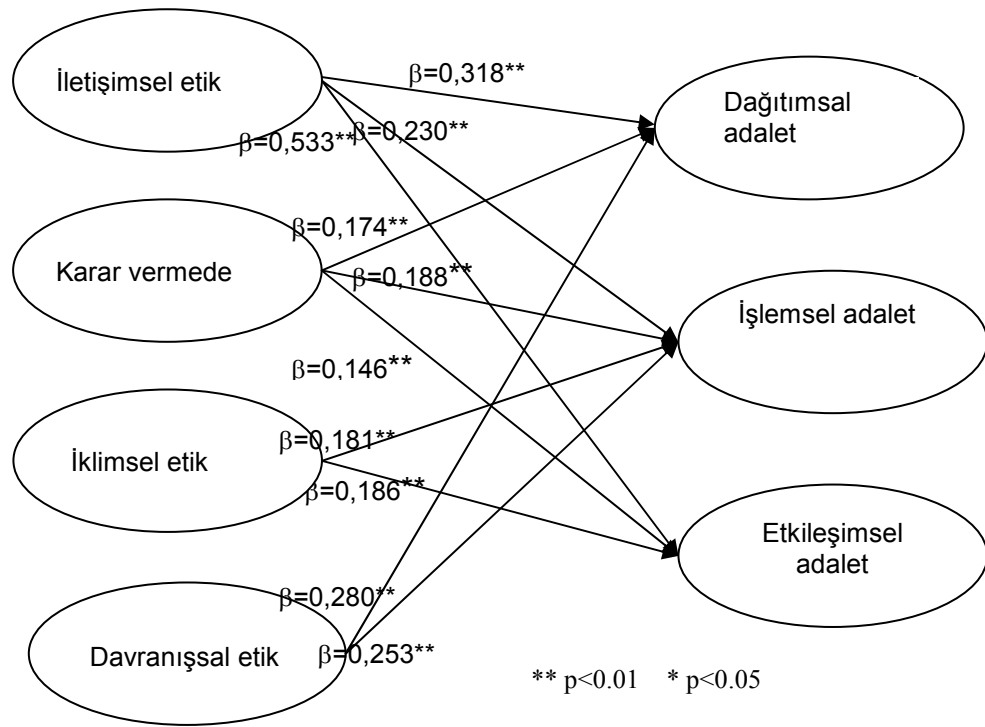 İletişimsel etik
β=0,318**
β=0,533**
β=0,230**
Dağıtımsal
adalet
Karar vermede
β=0,174**
β=0,188**
İşlemsel adalet
β=0,146**
İklimsel etik
β=0,181**
β=0,186**
Etkileşimsel
adalet
Davranışsal etik
β=0,280**
β=0,253**
** p<0.01 * p<0.05